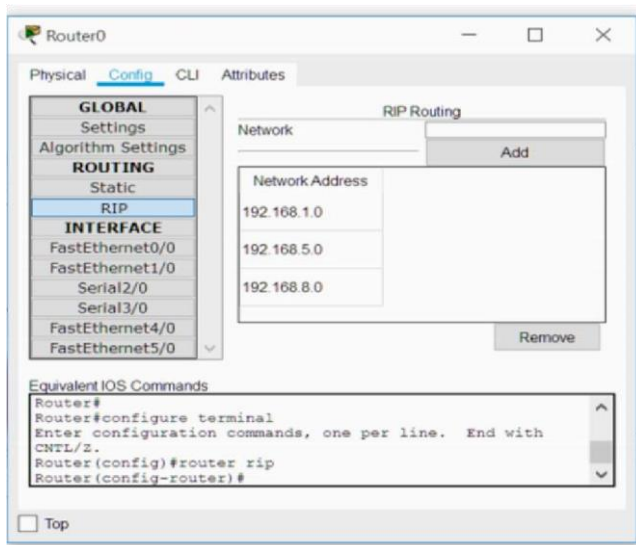 Router0
Physical Config CLI Attributes
GLOBAL
Settings
Algorithm Settings
ROUTING
Static
RIP
INTERFACE
FastEthernet0/0
FastEthernet1/0
Serial2/0
Serial3/0
FastEthernet4/0
FastEthernet5/0
RIP Routing
Network
Add
Network Address
192.168.1.0
192.168.5.0
192.168.8.0
Remove
Equivalent IOS Commands
Router#
Router#configure terminal
Enter configuration commands, one per line. End with
CNTL/Z.
Router(config)#router rip
Router(config-router)#
Top